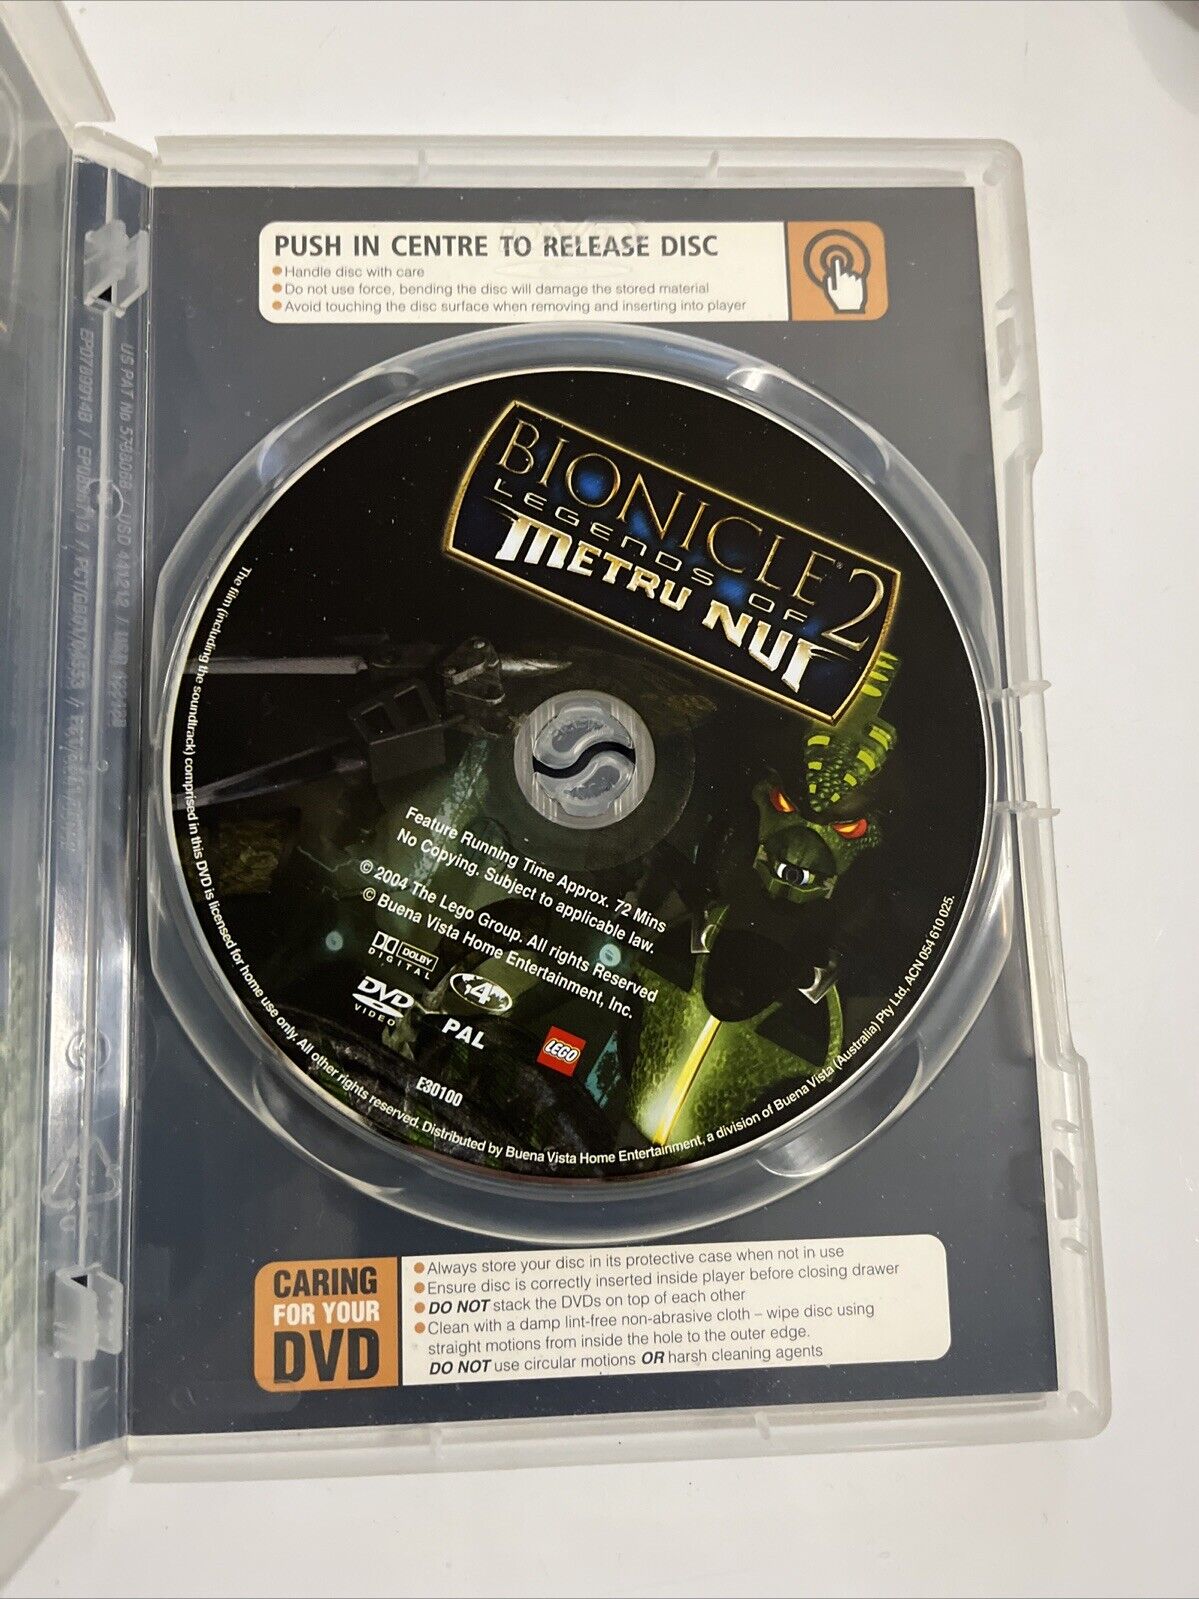 PUSH IN CENTRE TO RELEASE DISC
Handle disc with care
Do not use force, bending the disc will damage the stored material
Avoid touching the disc surface when removing and inserting into player
BIONICLE® 2
LEGENDS OF
METRU NUI
Feature Running Time Approx. 72 Mins
No Copying. Subject to applicable law.
© 2004 The Lego Group. All rights Reserved
© Buena Vista Home Entertainment, Inc.
DOLBY
DIGITAL
DVD
VIDEO
4
PAL
LEGO
E30100
The film (including the soundtrack) comprised in this DVD is licensed for home use only. All other rights reserved. Distributed by Buena Vista Home Entertainment, a division of Buena Vista (Australia) Pty Ltd, ACN 054 610 025.
CARING
FOR YOUR
DVD
Always store your disc in its protective case when not in use
Ensure disc is correctly inserted inside player before closing drawer
DO NOT stack the DVDs on top of each other
Clean with a damp lint-free non-abrasive cloth – wipe disc using
straight motions from inside the hole to the outer edge.
DO NOT use circular motions OR harsh cleaning agents
US PAT No